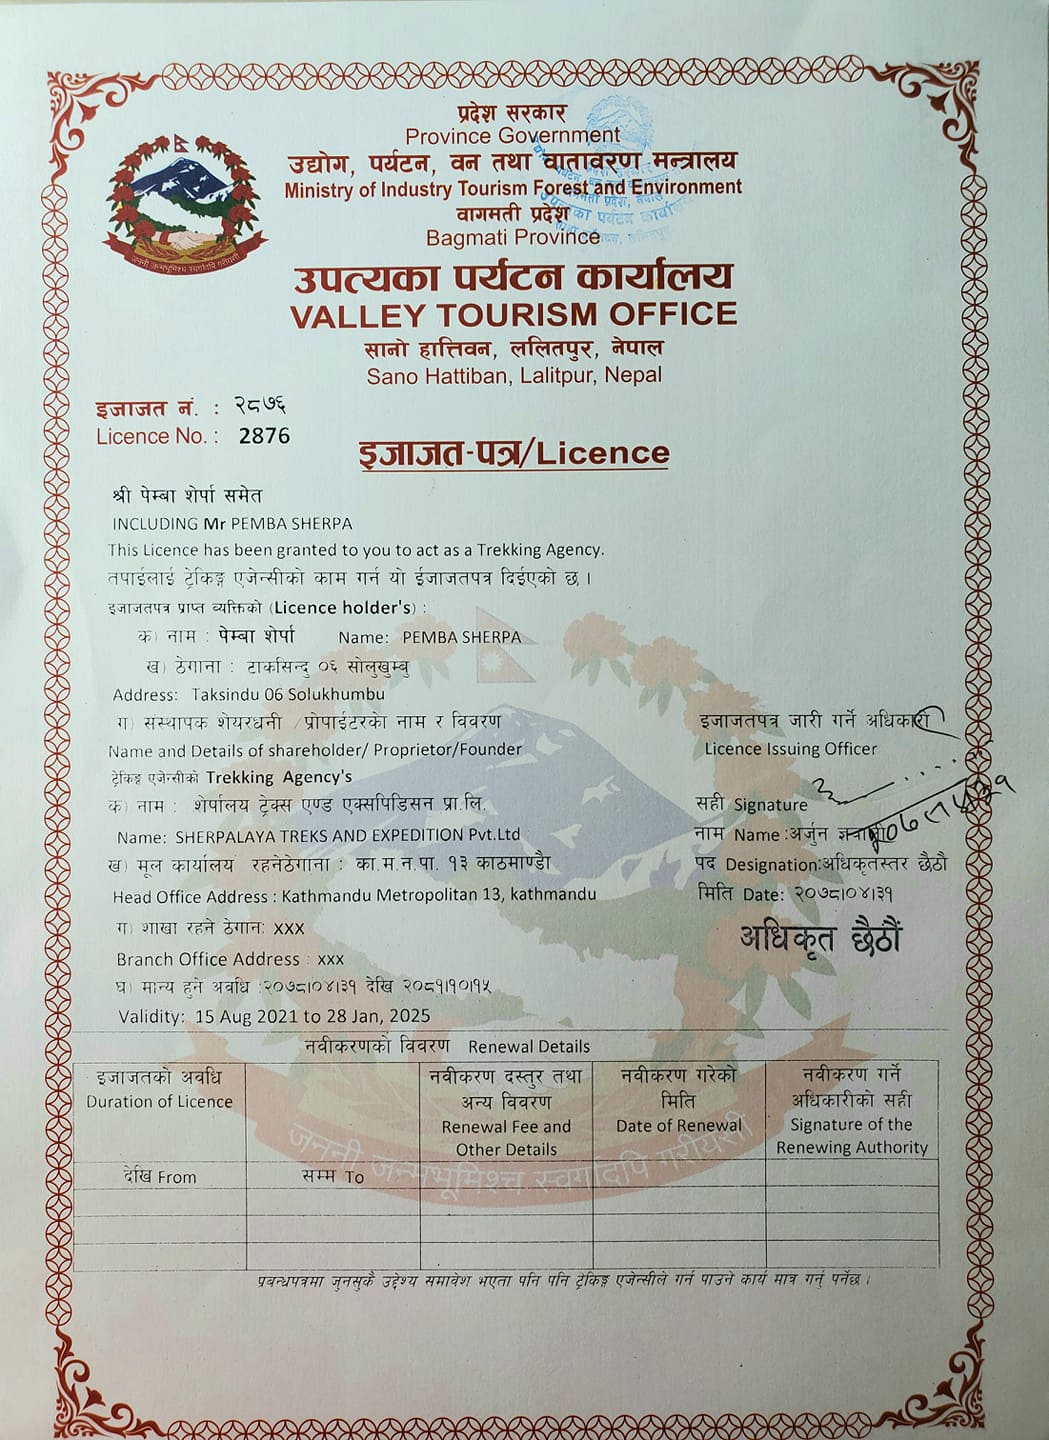 प्रदेश सरकार
Province Government
उद्योग, पर्यटन, वन तथा वातावरण मन्त्रालय
Ministry of Industry Tourism Forest and Environment
वागमती प्रदेश
Bagmati Province
उपत्यका पर्यटन कार्यालय
VALLEY TOURISM OFFICE
सानो हात्तिवन, ललितपुर, नेपाल
Sano Hattiban, Lalitpur, Nepal
जननी जन्मभूमिश्च स्वर्गादपि गरीयसी
इजाजत नं. : २८७६
Licence No. : 2876
इजाजत-पत्र/Licence
श्री पेम्बा शेर्पा समेत
INCLUDING Mr PEMBA SHERPA
This Licence has been granted to you to act as a Trekking Agency.
तपाईलाई ट्रेकिङ्ग एजेन्सीको काम गर्न यो ईजाजतपत्र दिईएको छ ।
इजाजतपत्र प्राप्त व्यक्तिको (Licence holder's) :
क) नाम : पेम्बा शेर्पा Name: PEMBA SHERPA
ख) ठेगाना : टाकसिन्दु ०६ सोलुखुम्बु
Address: Taksindu 06 Solukhumbu
ग) संस्थापक शेयरधनी /प्रोपाईटरको नाम र विवरण
Name and Details of shareholder/ Proprietor/Founder
ट्रेकिङ्ग एजेन्सीको Trekking Agency's
क) नाम : शेर्पालय ट्रेक्स एण्ड एक्सपिडिसन प्रा.लि.
Name: SHERPALAYA TREKS AND EXPEDITION Pvt.Ltd
ख) मूल कार्यालय रहनेठेगाना : का.म.न.पा. १३ काठमाण्डौ
Head Office Address : Kathmandu Metropolitan 13, kathmandu
ग) शाखा रहने ठेगान: xxx
Branch Office Address : xxx
घ) मान्य हुने अवधि :२०७८।०४।३१ देखि २०८१।१०।१५
Validity: 15 Aug 2021 to 28 Jan, 2025
इजाजतपत्र जारी गर्ने अधिकारी
Licence Issuing Officer
सही Signature
नाम Name :अर्जुन
पद Designation:अधिकृतस्तर छैठौ
मिति Date: २०७८।०४।३१
अधिकृत छैठौं
नवीकरणको विवरण Renewal Details
इजाजतको अवधि
Duration of Licence
नवीकरण दस्तुर तथा
अन्य विवरण
Renewal Fee and
Other Details
नवीकरण गरेको
मिति
Date of Renewal
नवीकरण गर्ने
अधिकारीको सही
Signature of the
Renewing Authority
देखि From
सम्म To
जननी जन्मभूमिश्च स्वर्गादपि गरीयसी
प्रबन्धपत्रमा जुनसुकै उद्देश्य समावेश भएता पनि पनि ट्रेकिङ्ग एजेन्सीले गर्न पाउने कार्य मात्र गर्नु पर्नेछ ।